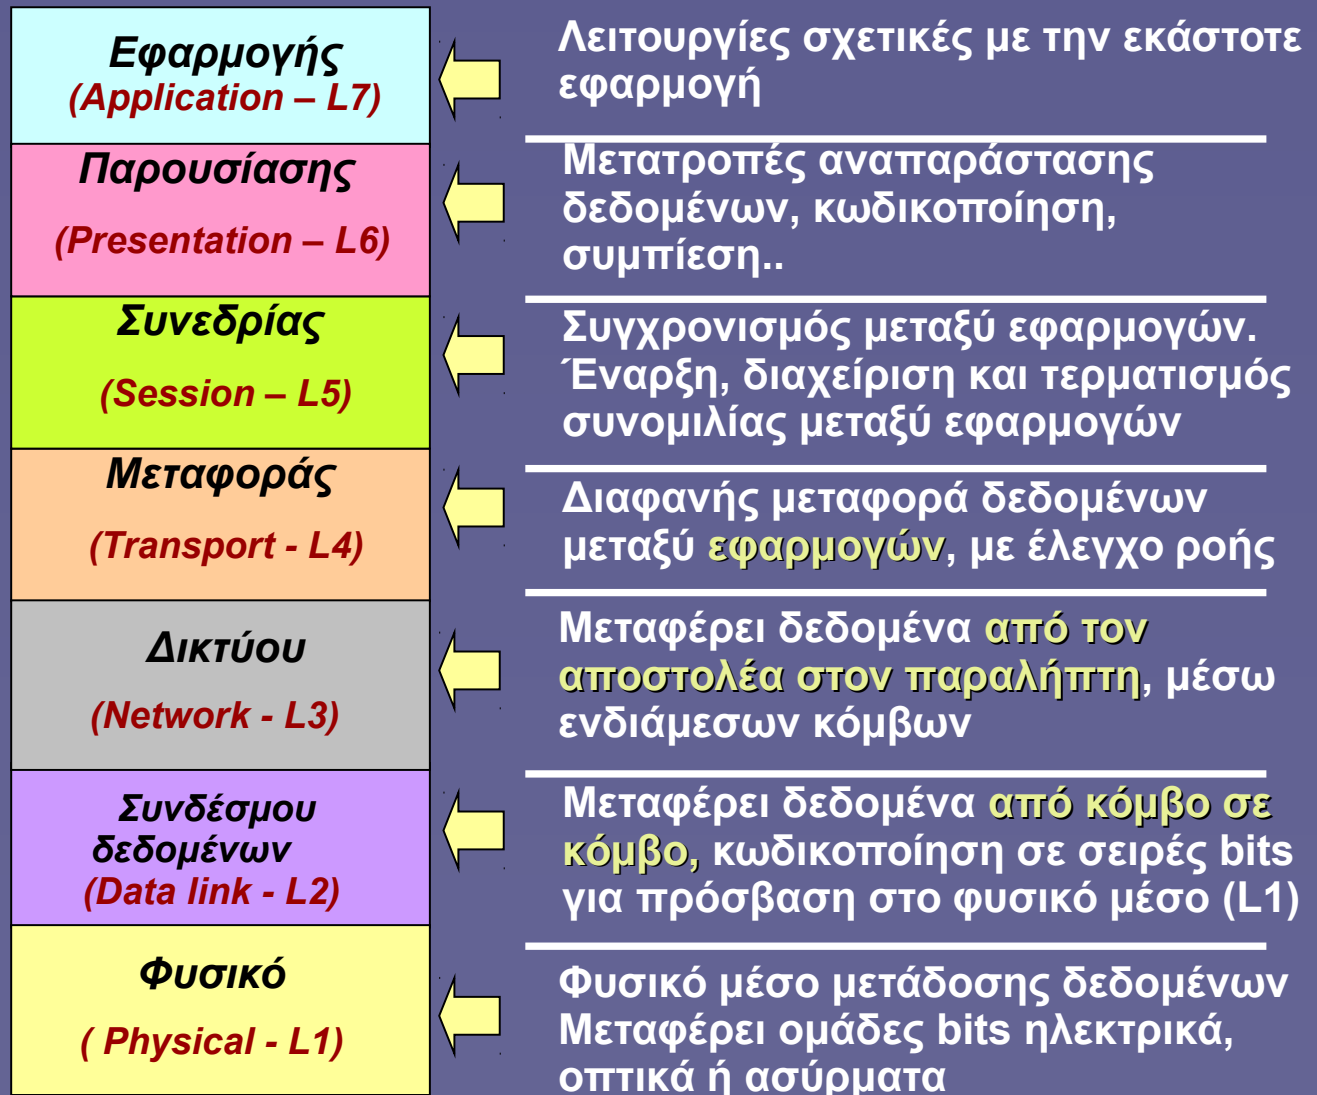 Εφαρμογής
(Application – L7)
Λειτουργίες σχετικές με την εκάστοτε
εφαρμογή
Παρουσίασης
(Presentation – L6)
Μετατροπές αναπαράστασης
δεδομένων, κωδικοποίηση,
συμπίεση..
Συνεδρίας
(Session – L5)
Συγχρονισμός μεταξύ εφαρμογών.
Έναρξη, διαχείριση και τερματισμός
συνομιλίας μεταξύ εφαρμογών
Μεταφοράς
(Transport - L4)
Διαφανής μεταφορά δεδομένων
μεταξύ εφαρμογών, με έλεγχο ροής
Δικτύου
(Network - L3)
Μεταφέρει δεδομένα από τον
αποστολέα στον παραλήπτη, μέσω
ενδιάμεσων κόμβων
Συνδέσμου
δεδομένων
(Data link - L2)
Μεταφέρει δεδομένα από κόμβο σε
κόμβο, κωδικοποίηση σε σειρές bits
για πρόσβαση στο φυσικό μέσο (L1)
Φυσικό
( Physical - L1)
Φυσικό μέσο μετάδοσης δεδομένων
Μεταφέρει ομάδες bits ηλεκτρικά,
οπτικά ή ασύρματα